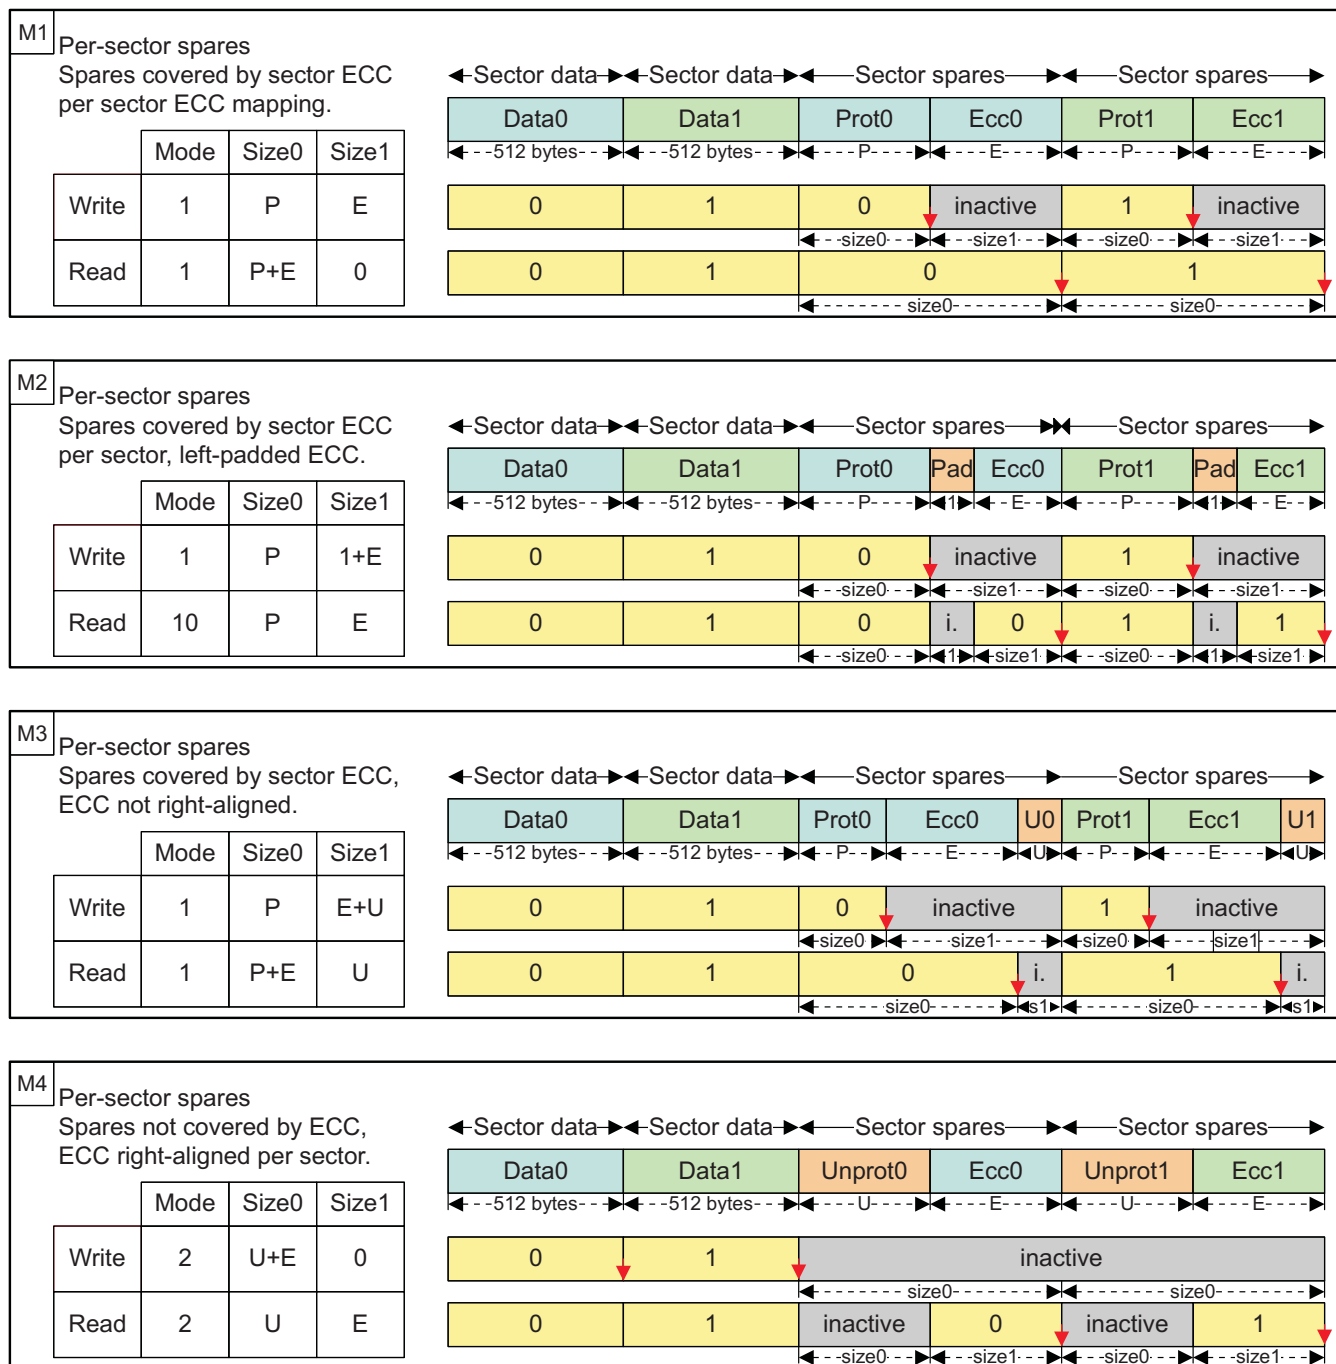 M1
Per-sector spares
Spares covered by sector ECC
per sector ECC mapping.
Mode Size0 Size1
Write 1 P E
Read 1 P+E 0
Sector data Sector data Sector spares Sector spares
Data0 Data1 Prot0 Ecc0 Prot1 Ecc1
512 bytes 512 bytes P E P E
0 1 0 inactive 1 inactive
size0 size1 size0 size1
0 1 0 1
size0 size0
M2
Per-sector spares
Spares covered by sector ECC
per sector, left-padded ECC.
Mode Size0 Size1
Write 1 P 1+E
Read 10 P E
Sector data Sector data Sector spares Sector spares
Data0 Data1 Prot0 Pad Ecc0 Prot1 Pad Ecc1
512 bytes 512 bytes P 1 E P 1 E
0 1 0 inactive 1 inactive
size0 size1 size0 size1
0 1 0 i. 0 1 i. 1
size0 1 size1 size0 1 size1
M3
Per-sector spares
Spares covered by sector ECC,
ECC not right-aligned.
Mode Size0 Size1
Write 1 P E+U
Read 1 P+E U
Sector data Sector data Sector spares Sector spares
Data0 Data1 Prot0 Ecc0 U0 Prot1 Ecc1 U1
512 bytes 512 bytes P E U P E U
0 1 0 inactive 1 inactive
size0 size1 size0 size1
0 1 0 i. 1 i.
size0 s1 size0 s1
M4
Per-sector spares
Spares not covered by ECC,
ECC right-aligned per sector.
Mode Size0 Size1
Write 2 U+E 0
Read 2 U E
Sector data Sector data Sector spares Sector spares
Data0 Data1 Unprot0 Ecc0 Unprot1 Ecc1
512 bytes 512 bytes U E U E
0 1 inactive
size0 size0
0 1 inactive 0 inactive 1
size0 size1 size0 size1